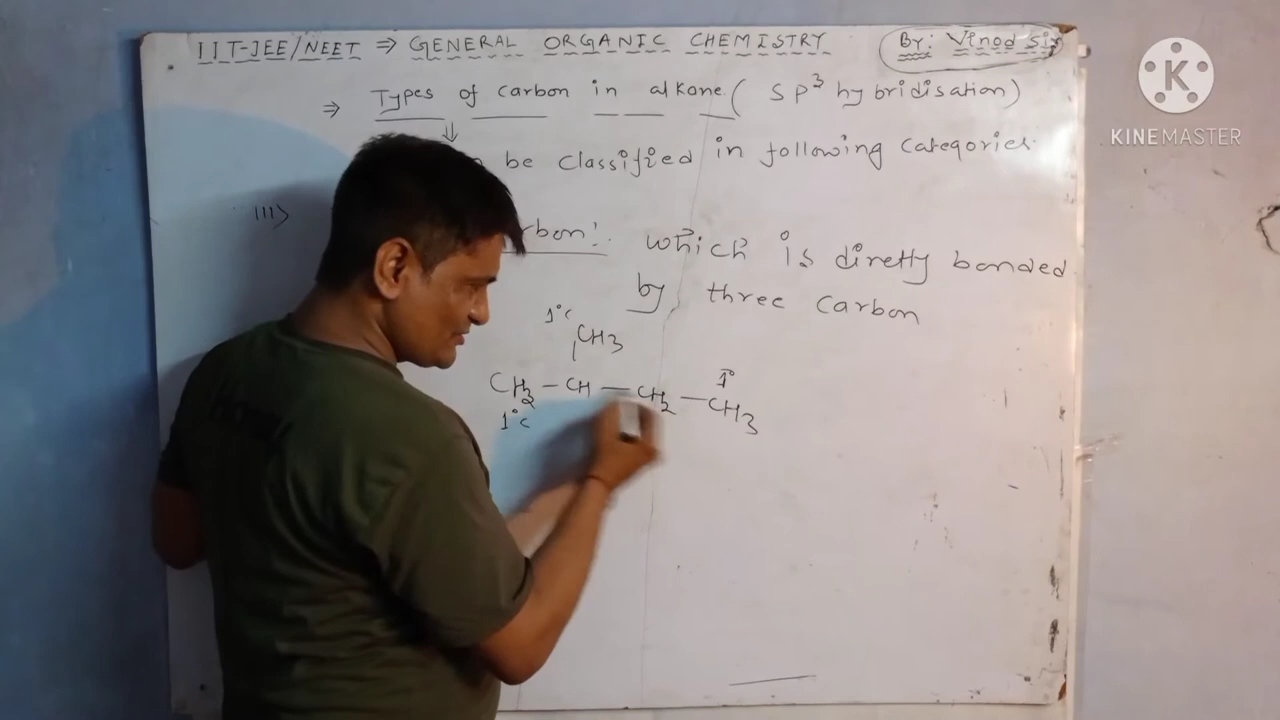 IIT-JEE/NEET ⇒ GENERAL ORGANIC CHEMISTRY By: Vinod Sir
⇒ Types of carbon in alkane ( SP³ hybridisation)
be classified in following categories.
III>
which is diretly bonded
by three carbon
1°C
CH3
1°
CH3 — CH — CH2 — CH3
1°C
K
KINEMASTER